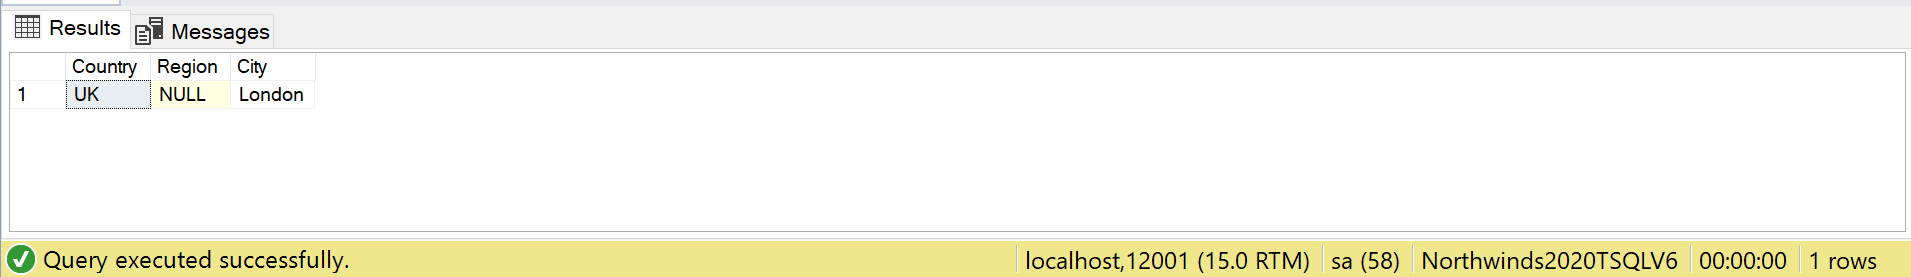 Results Messages
Country Region City
1 UK NULL London
Query executed successfully. localhost,12001 (15.0 RTM) sa (58) Northwinds2020TSQLV6 00:00:00 1 rows